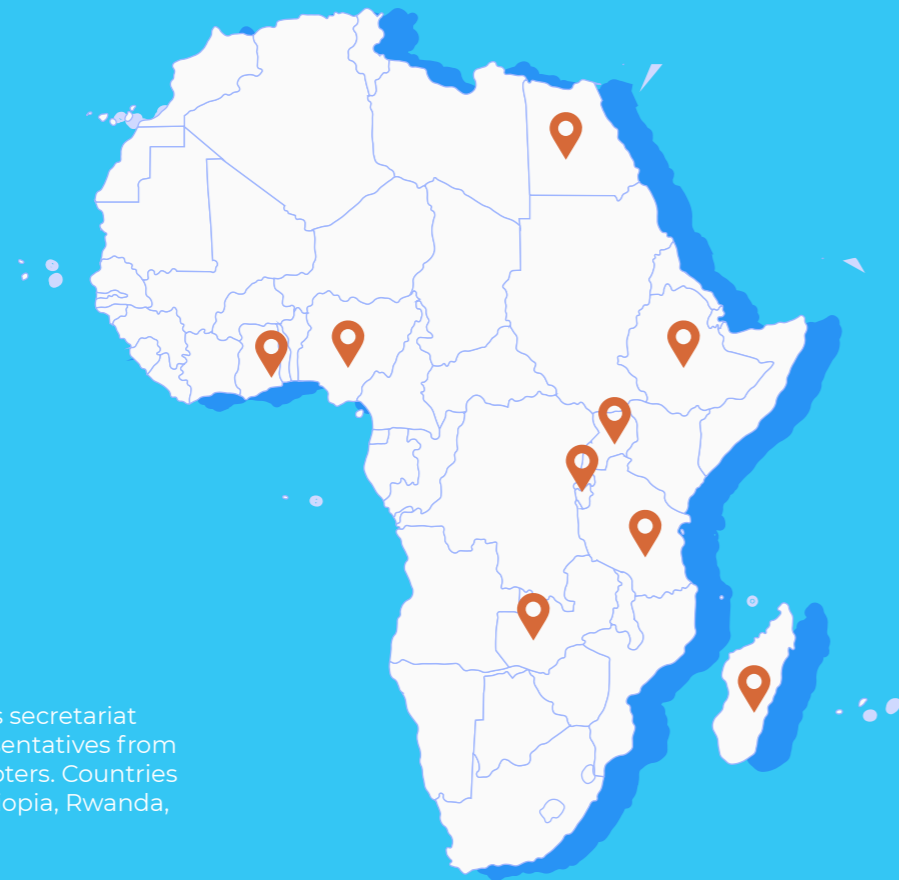 secretariat
entatives from
oters. Countries
opia, Rwanda,